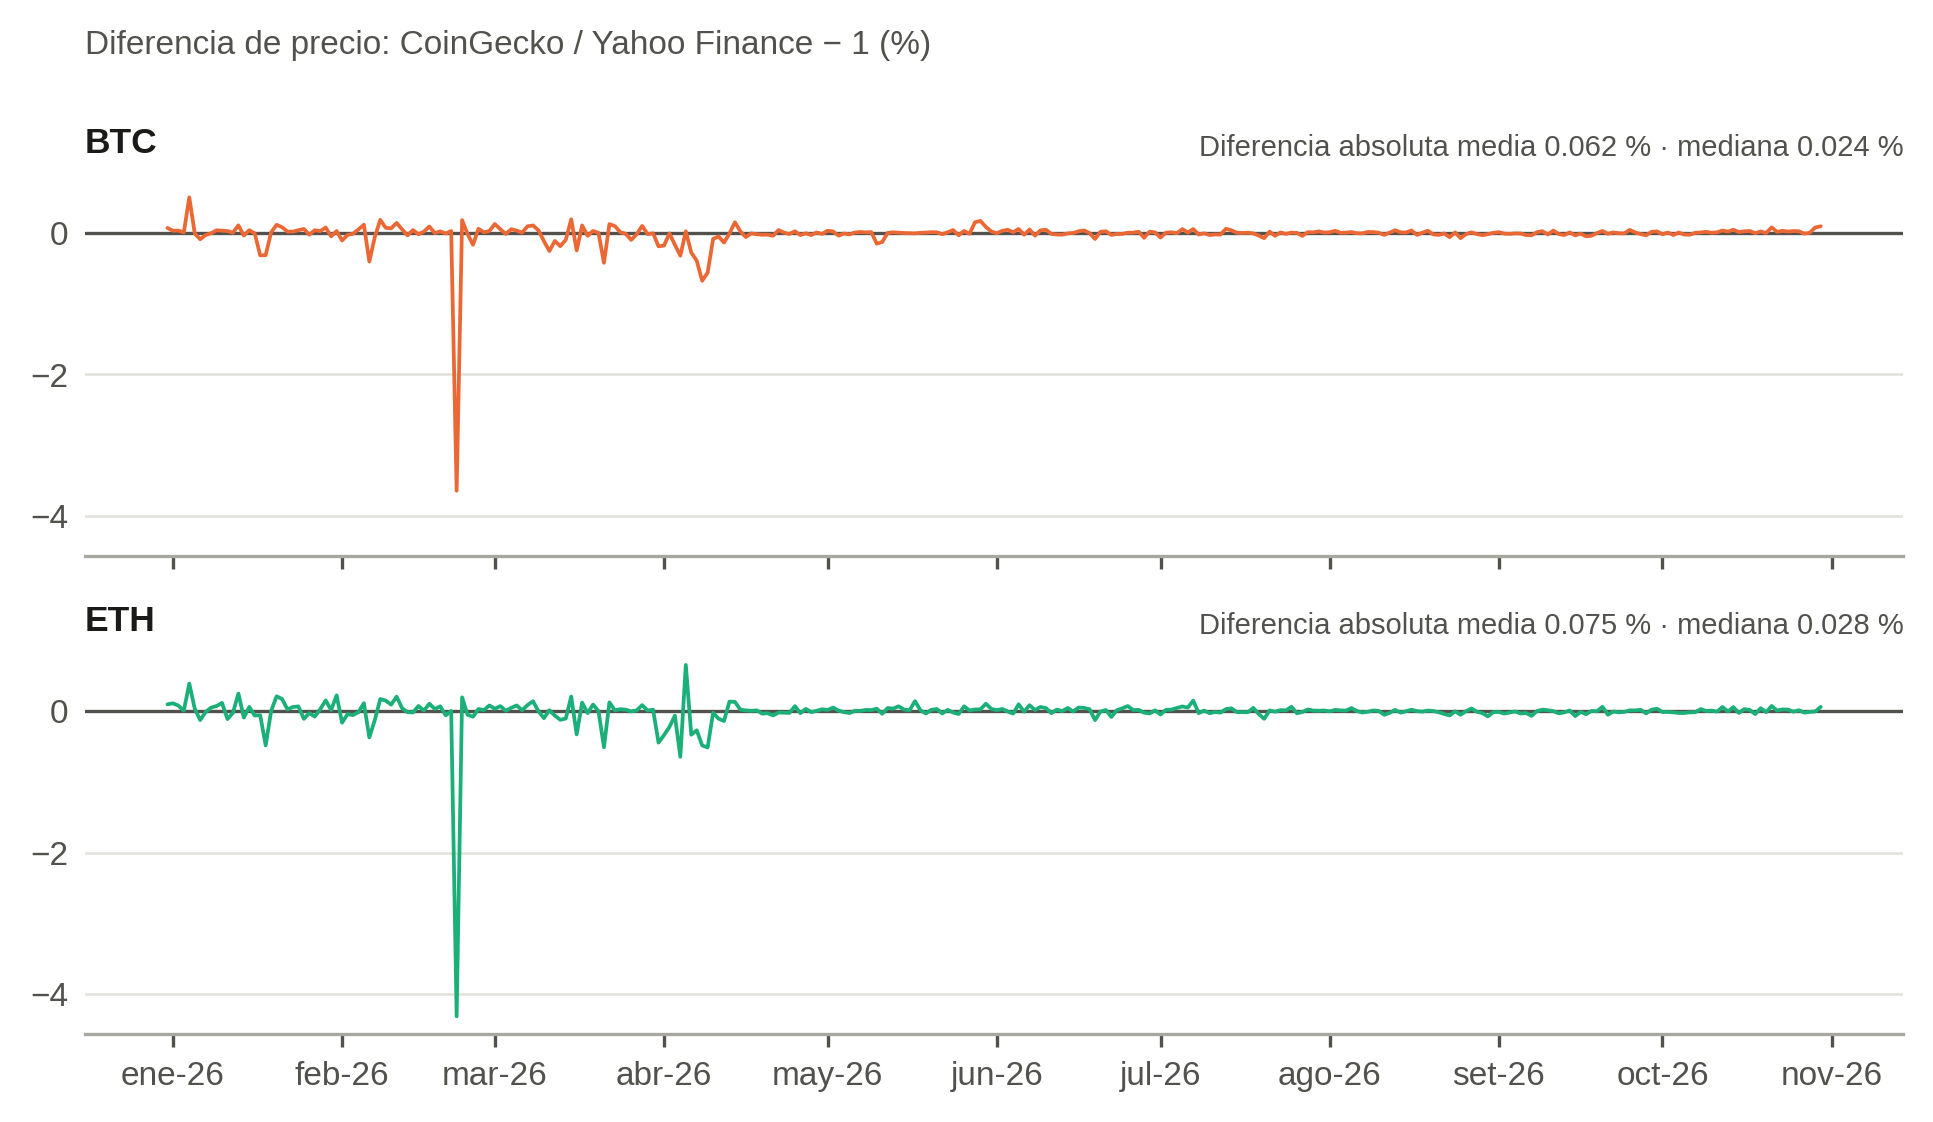 Diferencia de precio: CoinGecko / Yahoo Finance − 1 (%)
BTC
Diferencia absoluta media 0.062 % · mediana 0.024 %
0
−2
−4
ETH
Diferencia absoluta media 0.075 % · mediana 0.028 %
0
−2
−4
ene-26 feb-26 mar-26 abr-26 may-26 jun-26 jul-26 ago-26 set-26 oct-26 nov-26